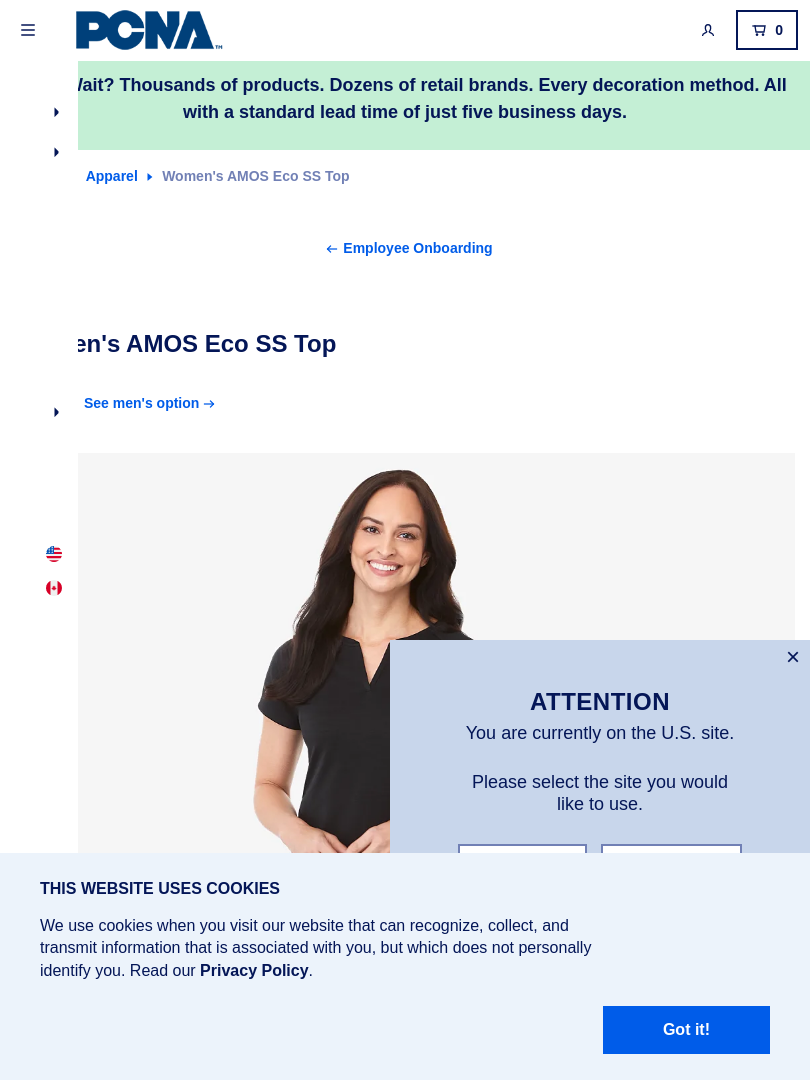 PCNA™
0
Wait? Thousands of products. Dozens of retail brands. Every decoration method. All
with a standard lead time of just five business days.
Apparel Women's AMOS Eco SS Top
Employee Onboarding
en's AMOS Eco SS Top
See men's option
ATTENTION
You are currently on the U.S. site.
Please select the site you would
like to use.
THIS WEBSITE USES COOKIES
We use cookies when you visit our website that can recognize, collect, and
transmit information that is associated with you, but which does not personally
identify you. Read our Privacy Policy.
Got it!